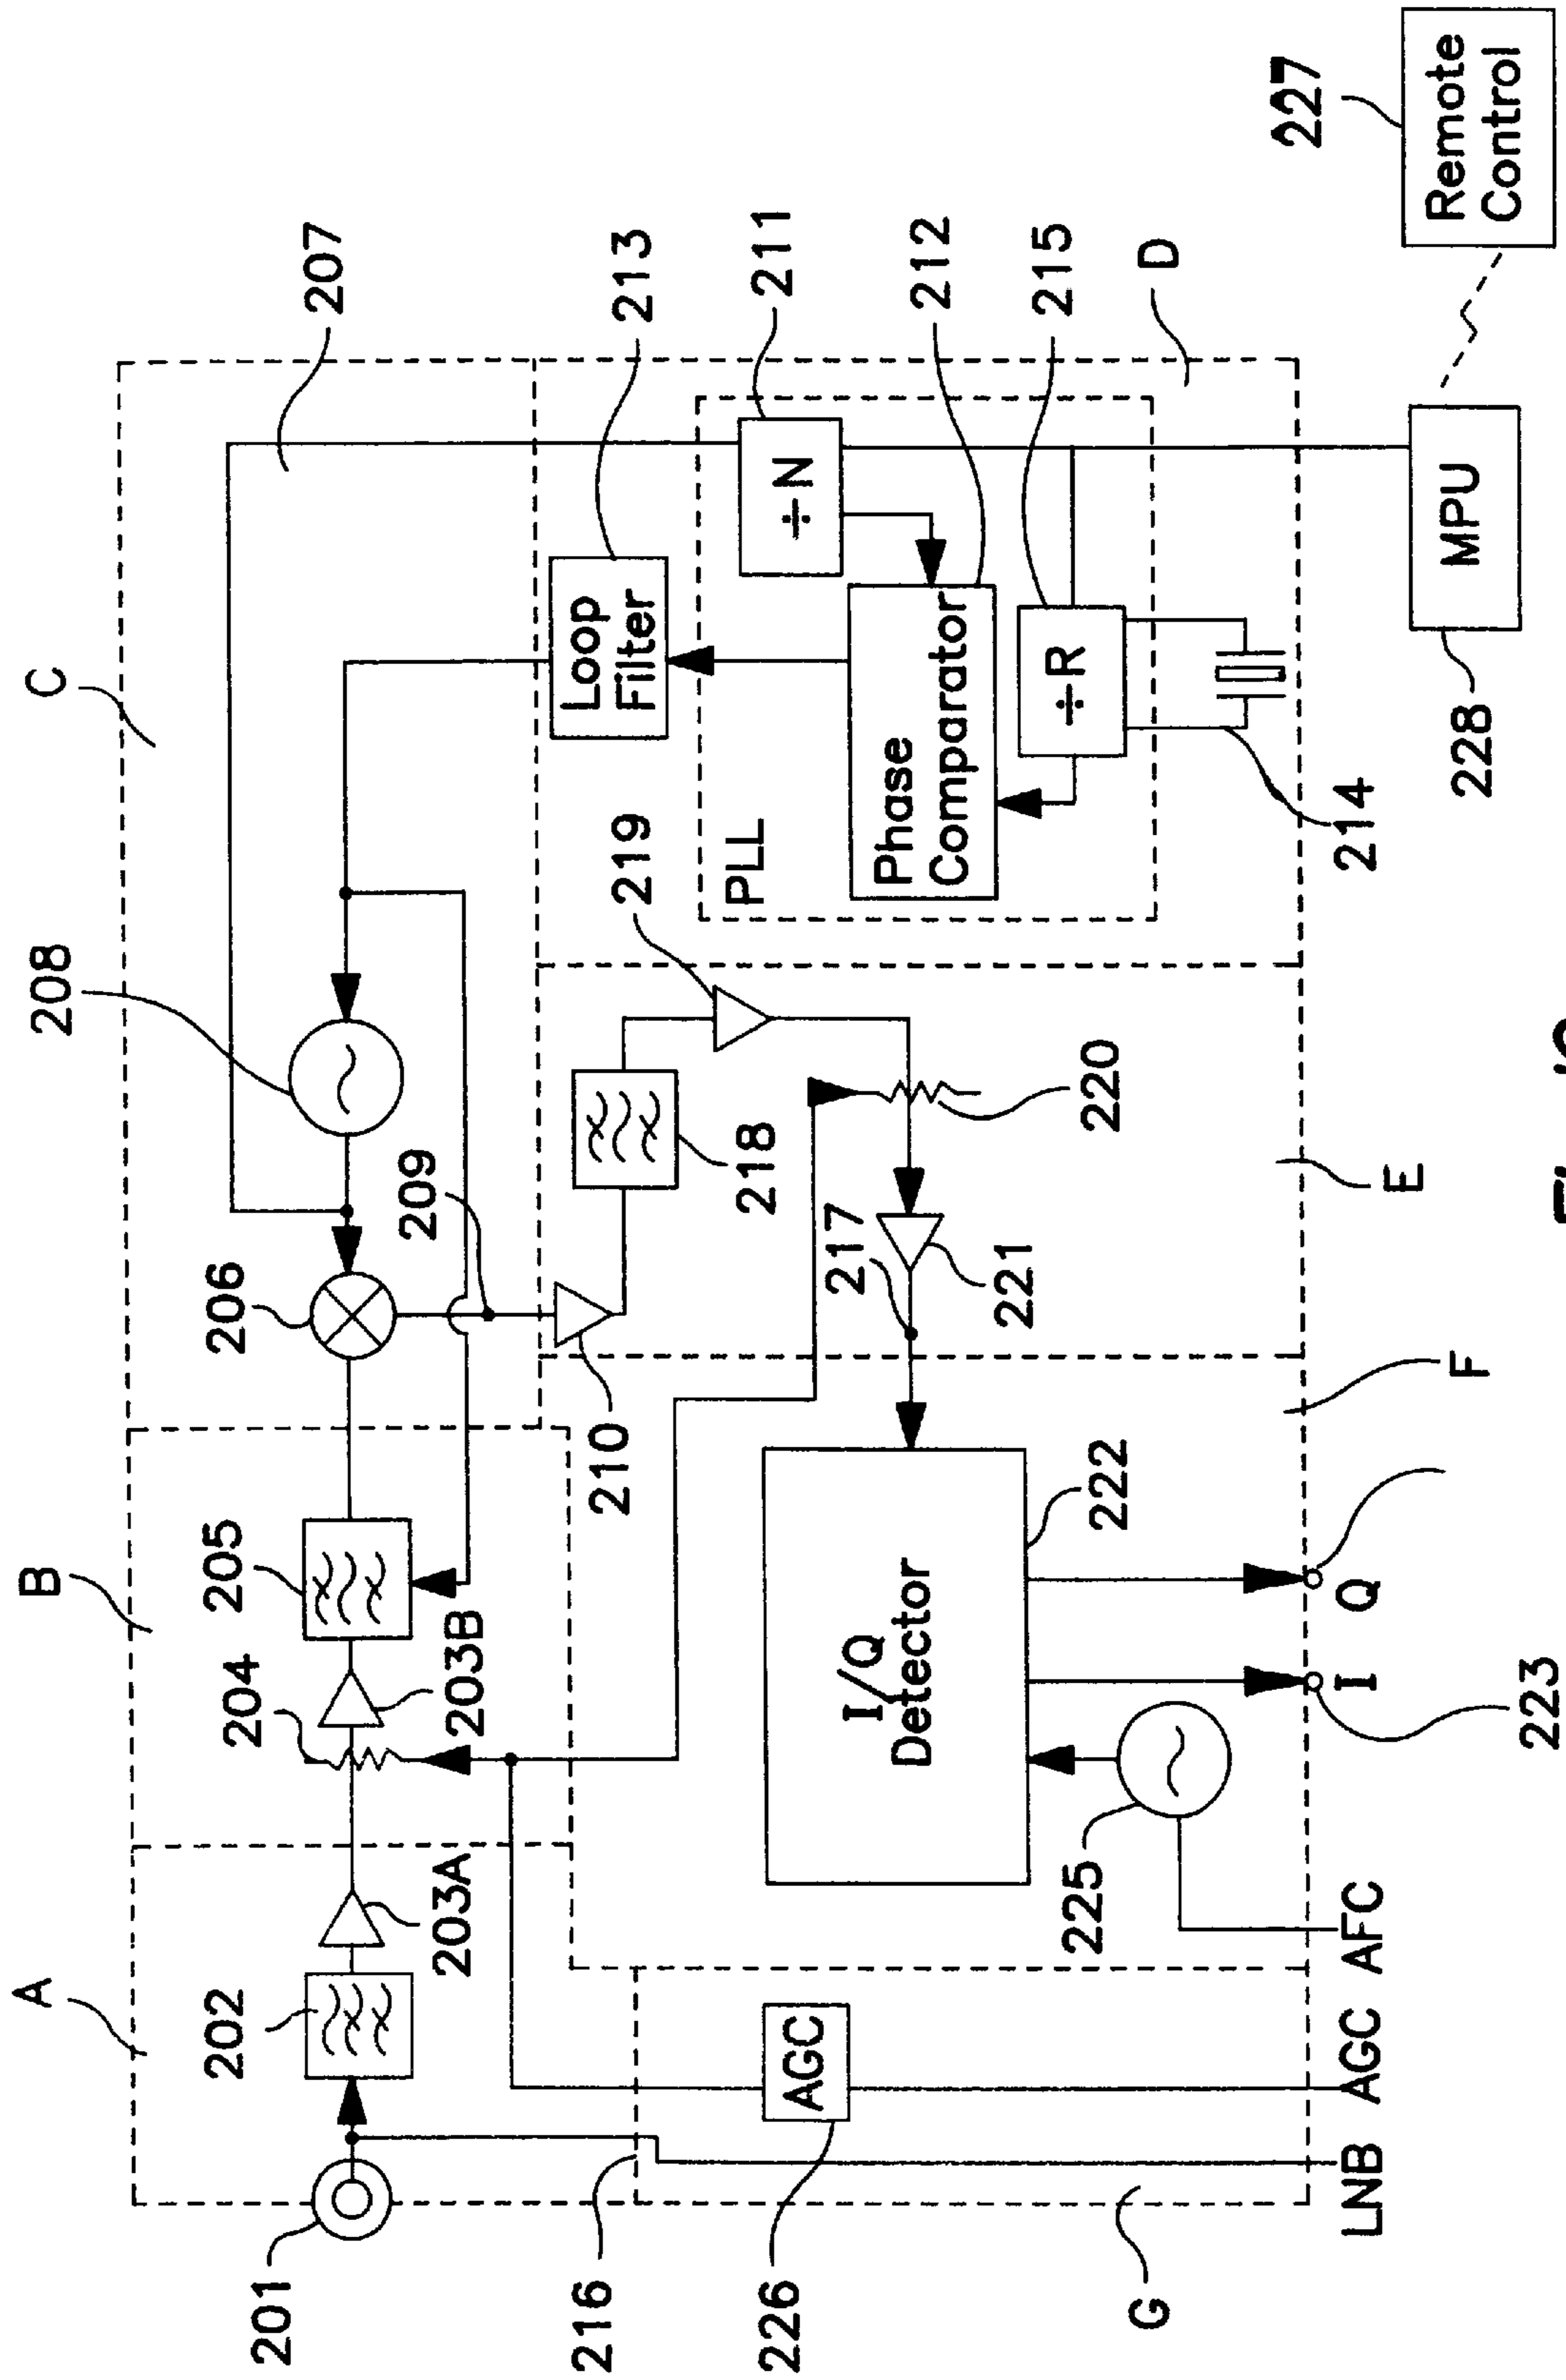 A
B
C
201
202
203A
204
203B
205
206
208
207
209
210
218
219
213
Loop
Filter
211
÷N
PLL
Phase
Comparator
212
÷R
215
214
D
216
226
AGC
G
I/Q
Detector
222
225
217
221
220
E
F
LNB
AGC
AFC
I
Q
223
MPU
228
Remote
Control
227